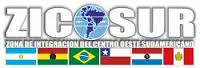 ZICOSUR
ZONA DE INTEGRACION DEL CENTRO OESTE SUDAMERICANO